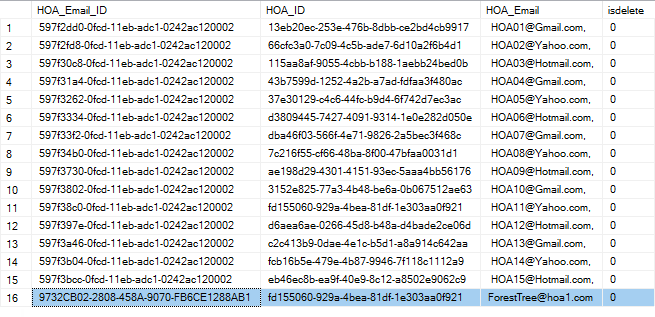 HOA_Email_ID HOA_ID HOA_Email isdelete
1 597f2dd0-0fcd-11eb-adc1-0242ac120002 13eb20ec-253e-476b-8dbb-ce2bd4cb9917 HOA01@Gmail.com, 0
2 597f2fd8-0fcd-11eb-adc1-0242ac120002 66cfc3a0-7c09-4c5b-ade7-6d10a2f6b4d1 HOA02@Yahoo.com, 0
3 597f30c8-0fcd-11eb-adc1-0242ac120002 115aa8af-9055-4cbb-b188-1aebb24bed0b HOA03@Hotmail.com, 0
4 597f31a4-0fcd-11eb-adc1-0242ac120002 43b7599d-1252-4a2b-a7ad-fdfaa3f480ac HOA04@Gmail.com, 0
5 597f3262-0fcd-11eb-adc1-0242ac120002 37e30129-c4c6-44fc-b9d4-6f742d7ec3ac HOA05@Yahoo.com, 0
6 597f3334-0fcd-11eb-adc1-0242ac120002 d3809445-7427-4091-9314-1e0e282d050e HOA06@Hotmail.com, 0
7 597f33f2-0fcd-11eb-adc1-0242ac120002 dba46f03-566f-4e71-9826-2a5bec3f468c HOA07@Gmail.com, 0
8 597f34b0-0fcd-11eb-adc1-0242ac120002 7c216f55-cf66-48ba-8f00-47bfaa0031d1 HOA08@Yahoo.com, 0
9 597f3730-0fcd-11eb-adc1-0242ac120002 ae198d29-4301-4151-93ec-5aaa4bb56176 HOA09@Hotmail.com, 0
10 597f3802-0fcd-11eb-adc1-0242ac120002 3152e825-77a3-4b48-be6a-0b067512ae63 HOA10@Gmail.com, 0
11 597f38c0-0fcd-11eb-adc1-0242ac120002 fd155060-929a-4bea-81df-1e303aa0f921 HOA11@Yahoo.com, 0
12 597f397e-0fcd-11eb-adc1-0242ac120002 d6aea6ae-0266-45d8-b48a-d4bade2ce06d HOA12@Hotmail.com, 0
13 597f3a46-0fcd-11eb-adc1-0242ac120002 c2c413b9-0dae-4e1c-b5d1-a8a914c642aa HOA13@Gmail.com, 0
14 597f3b04-0fcd-11eb-adc1-0242ac120002 fcb16b5e-479e-4b87-9946-7f118c1112a9 HOA14@Yahoo.com, 0
15 597f3bcc-0fcd-11eb-adc1-0242ac120002 eb46ec8b-ea9f-40e9-8c12-a8502e9062c9 HOA15@Hotmail.com, 0
16 9732CB02-2808-458A-9070-FB6CE1288AB1 fd155060-929a-4bea-81df-1e303aa0f921 ForestTree@hoa1.com 0